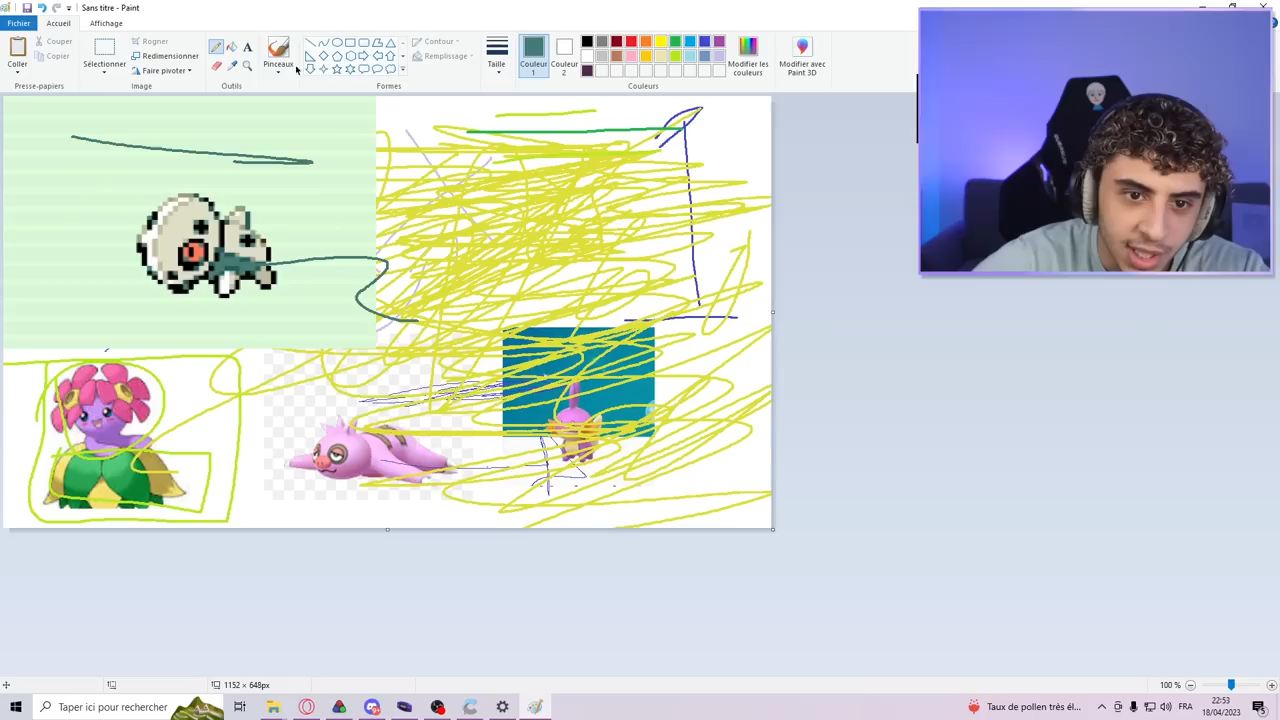 Sans titre - Paint
Fichier Accueil Affichage
Coller
Couper
Copier
Presse-papiers
Sélectionner
Rogner
Redimensionner
Faire pivoter
Image
A
Outils
Pinceaux
Contour
Remplissage
Formes
Taille
Couleur 1
Couleur 2
Modifier les couleurs
Couleurs
Modifier avec Paint 3D
1152 × 648px
100 %
Taper ici pour rechercher
Taux de pollen très él...
FRA
22:53
18/04/2023
5